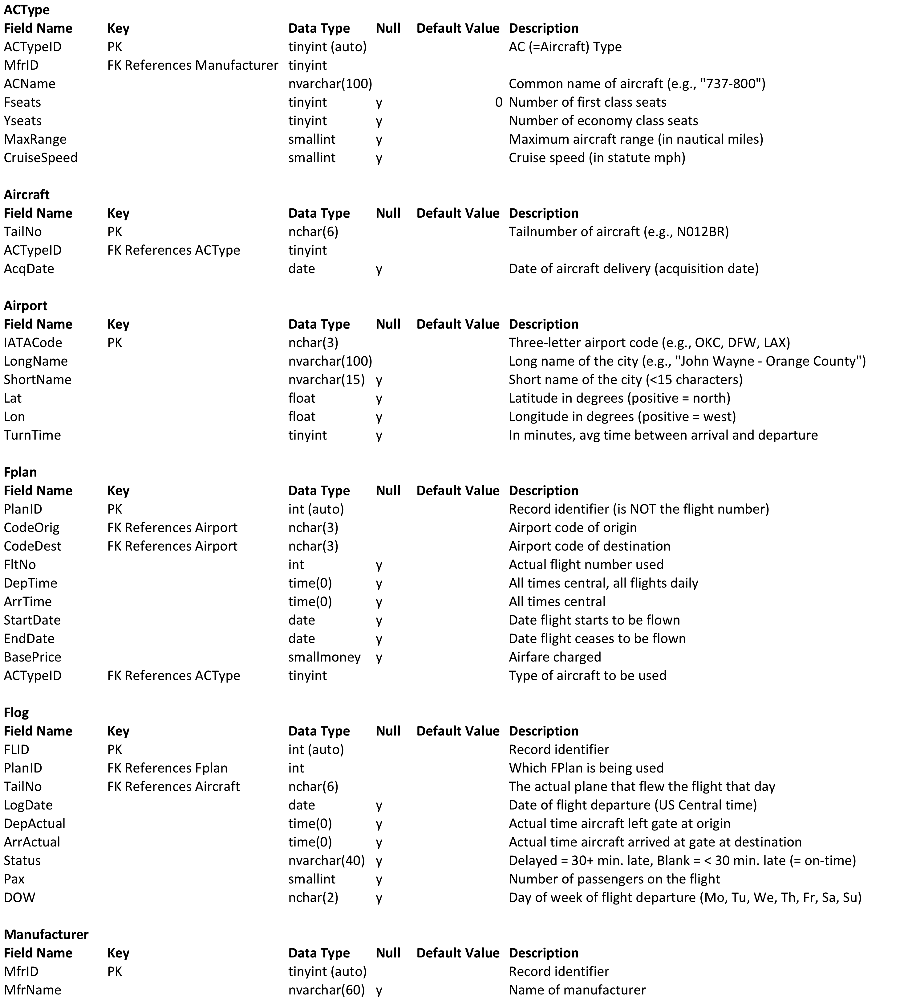 ACType
Field Name Key Data Type Null Default Value Description
ACTypeID PK tinyint (auto) AC (=Aircraft) Type
MfrID FK References Manufacturer tinyint
ACName nvarchar(100) Common name of aircraft (e.g., "737-800")
Fseats tinyint y 0 Number of first class seats
Yseats tinyint y Number of economy class seats
MaxRange smallint y Maximum aircraft range (in nautical miles)
CruiseSpeed smallint y Cruise speed (in statute mph)
Aircraft
Field Name Key Data Type Null Default Value Description
TailNo PK nchar(6) Tailnumber of aircraft (e.g., N012BR)
ACTypeID FK References ACType tinyint
AcqDate date y Date of aircraft delivery (acquisition date)
Airport
Field Name Key Data Type Null Default Value Description
IATACode PK nchar(3) Three-letter airport code (e.g., OKC, DFW, LAX)
LongName nvarchar(100) Long name of the city (e.g., "John Wayne - Orange County")
ShortName nvarchar(15) y Short name of the city (<15 characters)
Lat float y Latitude in degrees (positive = north)
Lon float y Longitude in degrees (positive = west)
TurnTime tinyint y In minutes, avg time between arrival and departure
Fplan
Field Name Key Data Type Null Default Value Description
PlanID PK int (auto) Record identifier (is NOT the flight number)
CodeOrig FK References Airport nchar(3) Airport code of origin
CodeDest FK References Airport nchar(3) Airport code of destination
FltNo int y Actual flight number used
DepTime time(0) y All times central, all flights daily
ArrTime time(0) y All times central
StartDate date y Date flight starts to be flown
EndDate date y Date flight ceases to be flown
BasePrice smallmoney y Airfare charged
ACTypeID FK References ACType tinyint Type of aircraft to be used
Flog
Field Name Key Data Type Null Default Value Description
FLID PK int (auto) Record identifier
PlanID FK References Fplan int Which FPlan is being used
TailNo FK References Aircraft nchar(6) The actual plane that flew the flight that day
LogDate date y Date of flight departure (US Central time)
DepActual time(0) y Actual time aircraft left gate at origin
ArrActual time(0) y Actual time aircraft arrived at gate at destination
Status nvarchar(40) y Delayed = 30+ min. late, Blank = < 30 min. late (= on-time)
Pax smallint y Number of passengers on the flight
DOW nchar(2) y Day of week of flight departure (Mo, Tu, We, Th, Fr, Sa, Su)
Manufacturer
Field Name Key Data Type Null Default Value Description
MfrID PK tinyint (auto) Record identifier
MfrName nvarchar(60) y Name of manufacturer